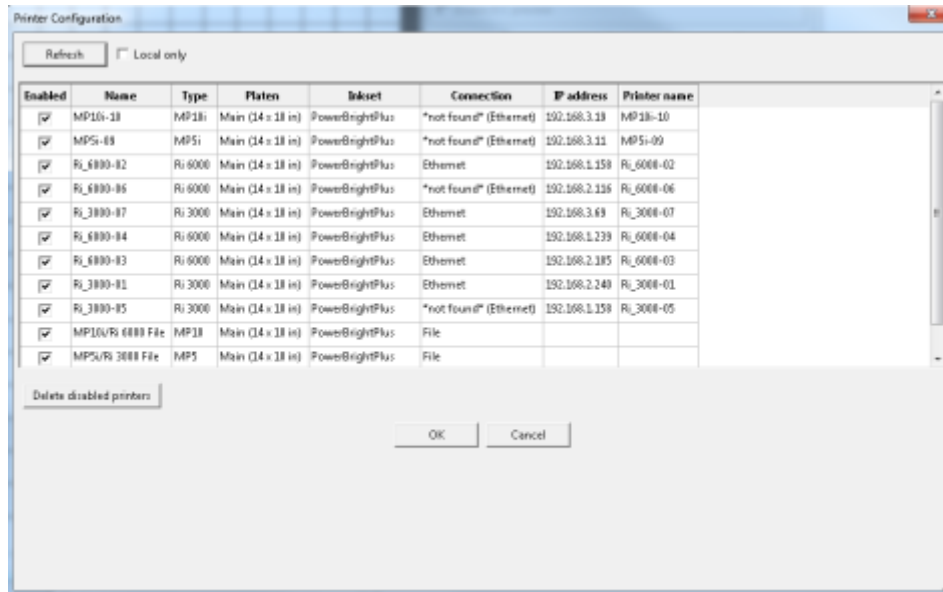 Printer Configuration
Refresh Local only
Enabled Name Type Platen Inkset Connection IP address Printer name
MP10i-10 MP10i Main (14 x 18 in) PowerBrightPlus *not found* (Ethernet) 192.168.3.10 MP10i-10
MP5i-09 MP5i Main (14 x 18 in) PowerBrightPlus *not found* (Ethernet) 192.168.3.11 MP5i-09
Ri_6000-02 Ri 6000 Main (14 x 18 in) PowerBrightPlus Ethernet 192.168.1.150 Ri_6000-02
Ri_6000-06 Ri 6000 Main (14 x 18 in) PowerBrightPlus *not found* (Ethernet) 192.168.2.116 Ri_6000-06
Ri_3000-07 Ri 3000 Main (14 x 18 in) PowerBrightPlus Ethernet 192.168.3.69 Ri_3000-07
Ri_6000-04 Ri 6000 Main (14 x 18 in) PowerBrightPlus Ethernet 192.168.1.239 Ri_6000-04
Ri_6000-03 Ri 6000 Main (14 x 18 in) PowerBrightPlus Ethernet 192.168.2.105 Ri_6000-03
Ri_3000-01 Ri 3000 Main (14 x 18 in) PowerBrightPlus Ethernet 192.168.2.240 Ri_3000-01
Ri_3000-05 Ri 3000 Main (14 x 18 in) PowerBrightPlus *not found* (Ethernet) 192.168.1.150 Ri_3000-05
MP10i/Ri 6000 File MP10 Main (14 x 18 in) PowerBrightPlus File
MP5i/Ri 3000 File MP5 Main (14 x 18 in) PowerBrightPlus File
Delete disabled printers
OK Cancel